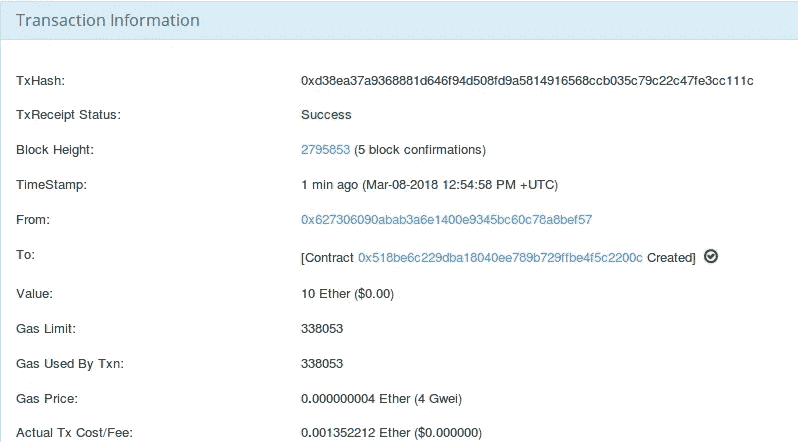 Transaction Information
TxHash: 0xd38ea37a9368881d646f94d508fd9a5814916568ccb035c79c22c47fe3cc111c
TxReceipt Status: Success
Block Height: 2795853 (5 block confirmations)
TimeStamp: 1 min ago (Mar-08-2018 12:54:58 PM +UTC)
From: 0x627306090abab3a6e1400e9345bc60c78a8bef57
To: [Contract 0x518be6c229dba18040ee789b729ffbe4f5c2200c Created]
Value: 10 Ether ($0.00)
Gas Limit: 338053
Gas Used By Txn: 338053
Gas Price: 0.000000004 Ether (4 Gwei)
Actual Tx Cost/Fee: 0.001352212 Ether ($0.000000)